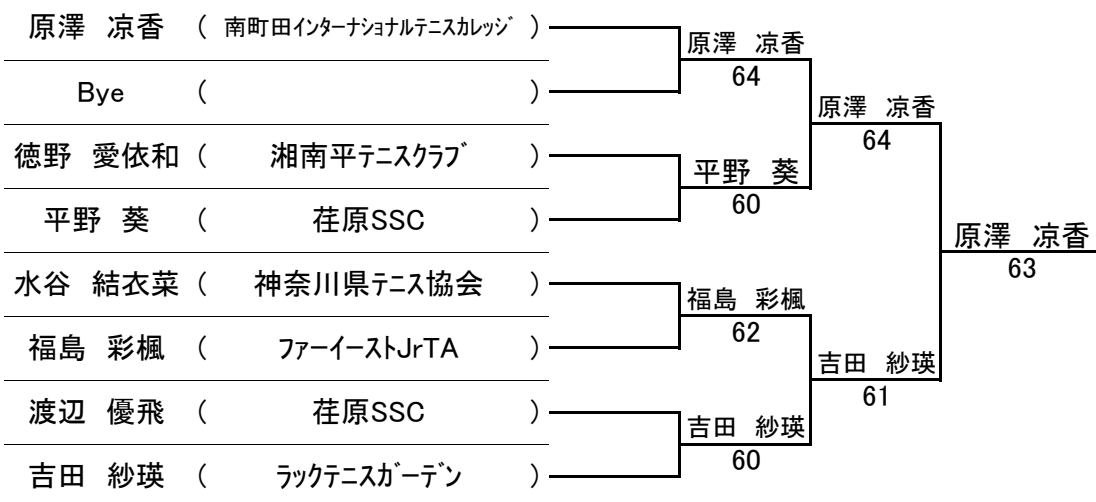 原澤 凉香 ( 南町田インターナショナルテニスカレッジ )
Bye ( )
徳野 愛依和 ( 湘南平テニスクラブ )
平野 葵 ( 荏原SSC )
水谷 結衣菜 ( 神奈川県テニス協会 )
福島 彩楓 ( ファーイーストJrTA )
渡辺 優飛 ( 荏原SSC )
吉田 紗瑛 ( ラックテニスガーデン )
原澤 凉香
64
平野 葵
60
福島 彩楓
62
吉田 紗瑛
60
原澤 凉香
64
吉田 紗瑛
61
原澤 凉香
63